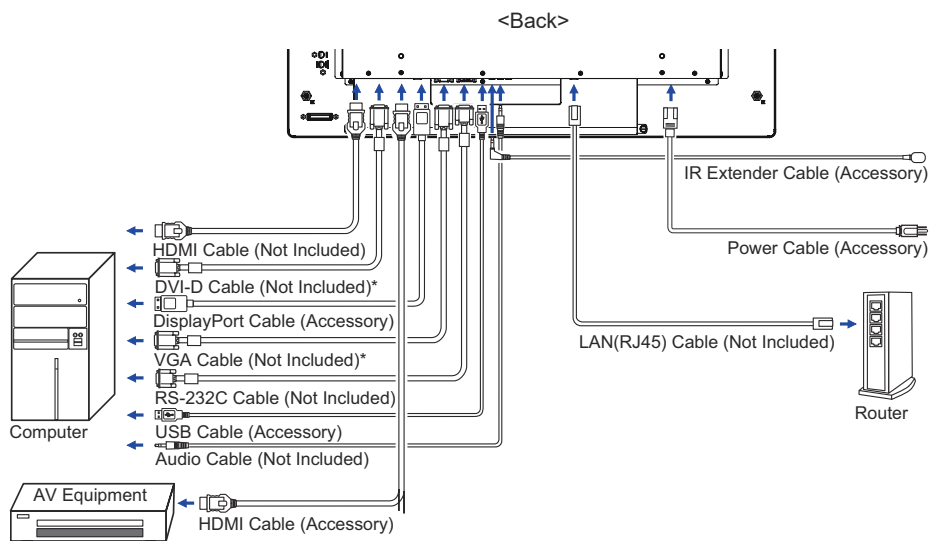 <Back>
IR Extender Cable (Accessory)
HDMI Cable (Not Included)
Power Cable (Accessory)
DVI-D Cable (Not Included)*
DisplayPort Cable (Accessory)
LAN(RJ45) Cable (Not Included)
VGA Cable (Not Included)*
RS-232C Cable (Not Included)
Router
Computer
USB Cable (Accessory)
Audio Cable (Not Included)
AV Equipment
HDMI Cable (Accessory)